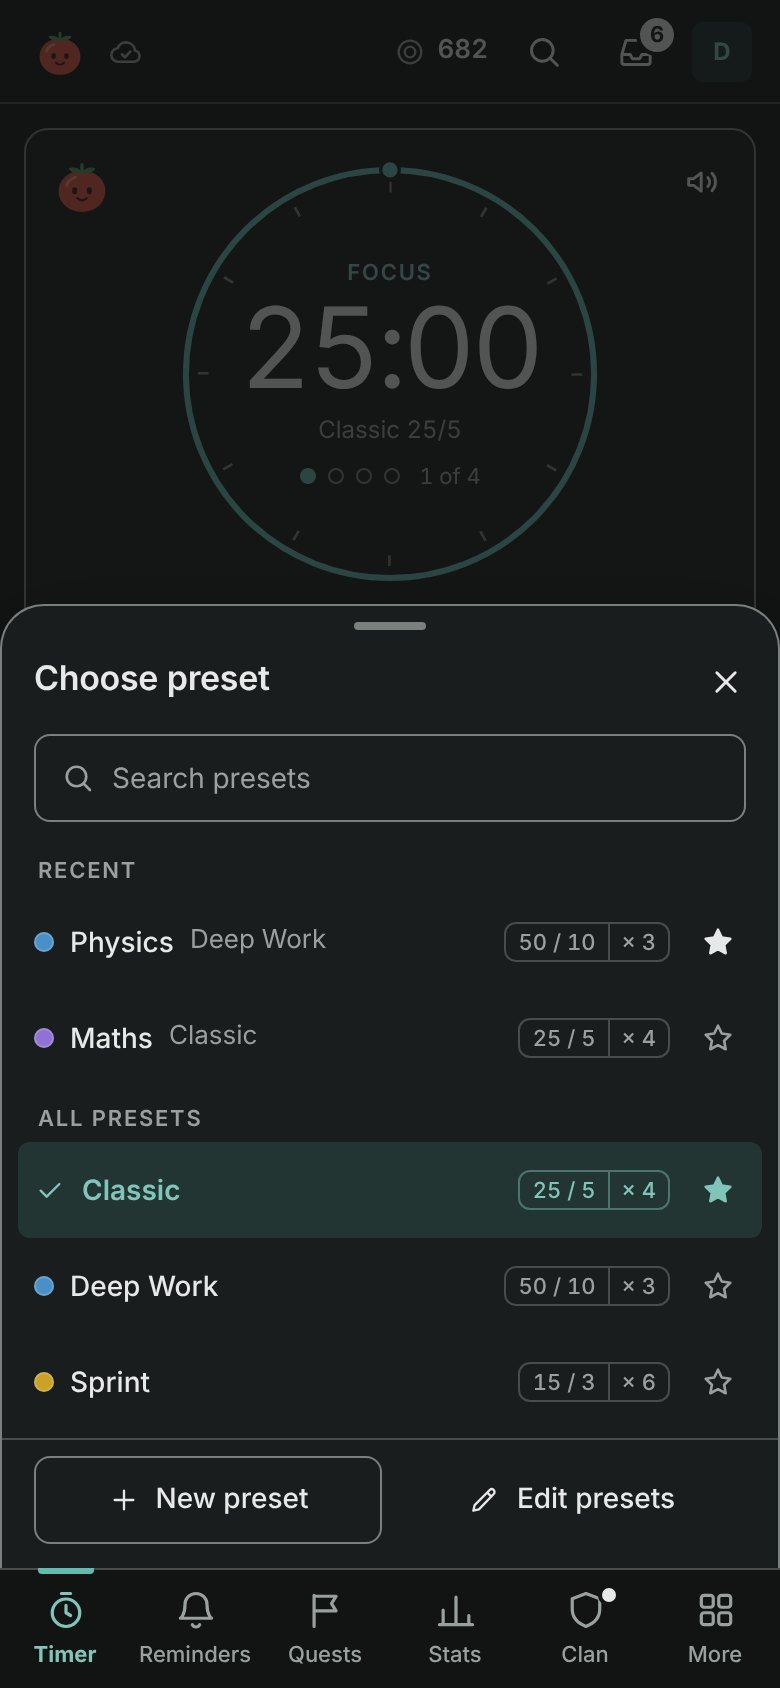 682
6
D
FOCUS
25:00
Classic 25/5
1 of 4
Choose preset
Search presets
RECENT
Physics Deep Work 50 / 10 × 3
Maths Classic 25 / 5 × 4
ALL PRESETS
Classic 25 / 5 × 4
Deep Work 50 / 10 × 3
Sprint 15 / 3 × 6
New preset Edit presets
Timer Reminders Quests Stats Clan More